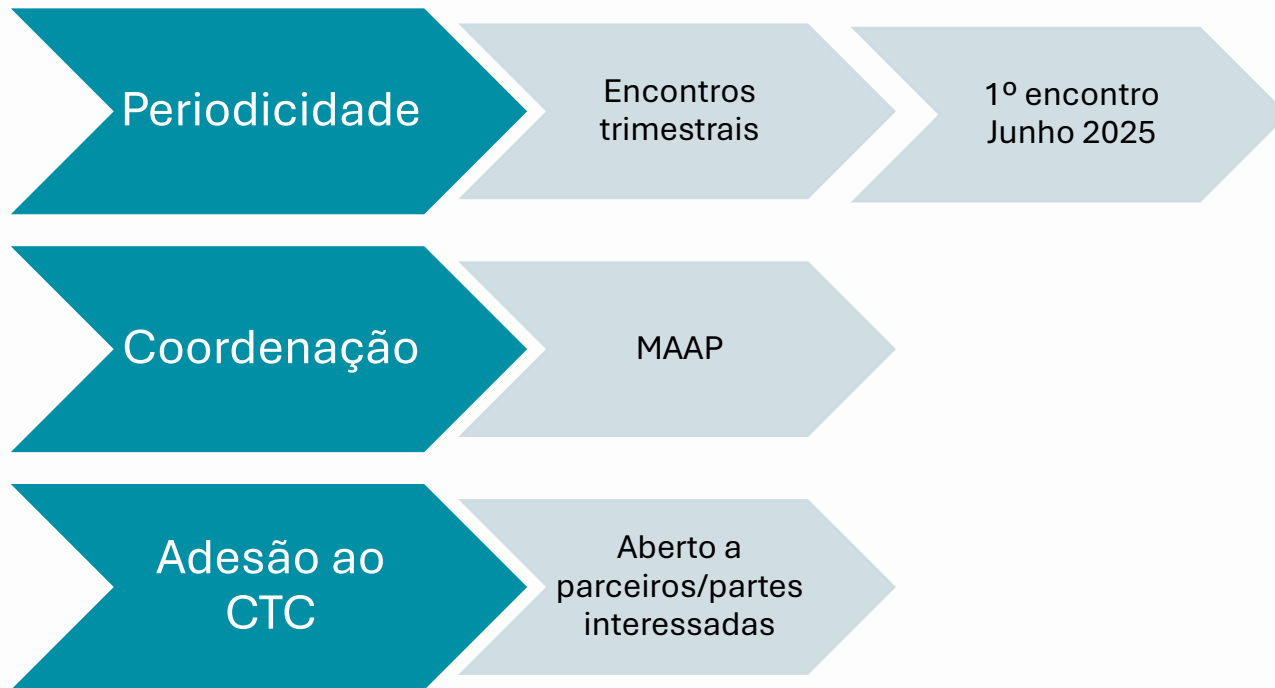 Periodicidade
Encontros
trimestrais
1º encontro
Junho 2025
Coordenação
MAAP
Adesão ao
CTC
Aberto a
parceiros/partes
interessadas